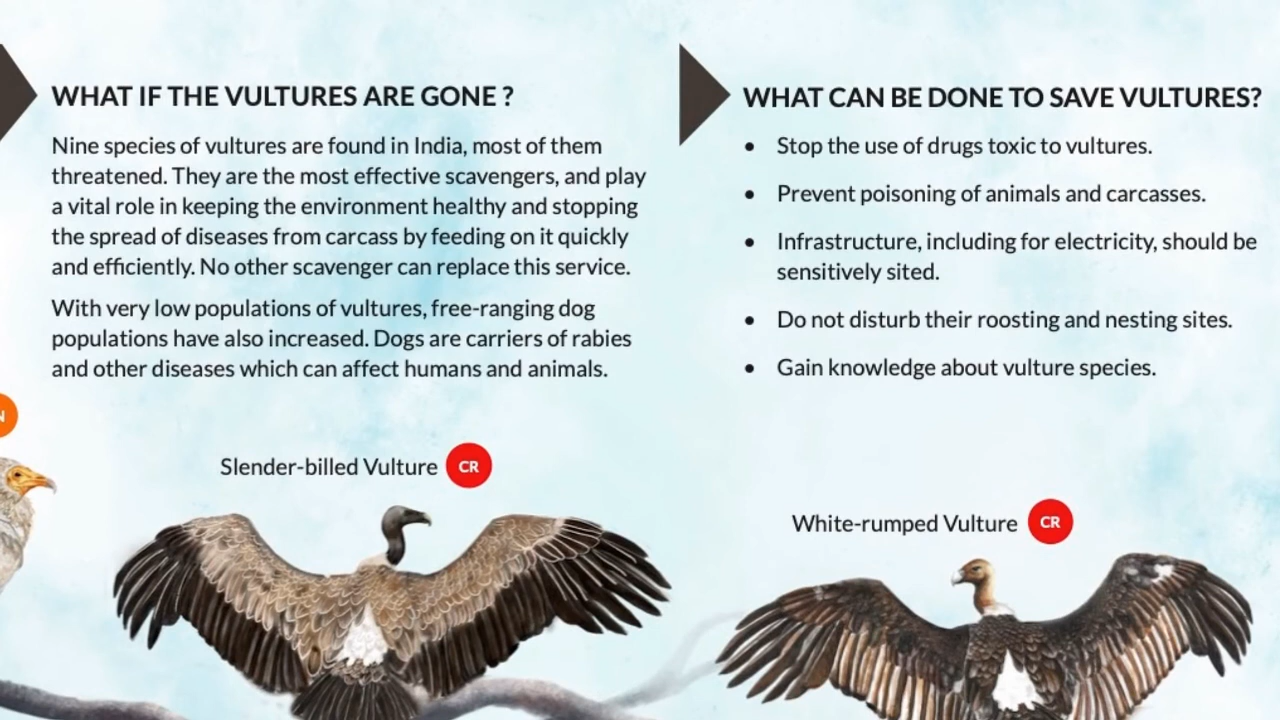 WHAT IF THE VULTURES ARE GONE ?
Nine species of vultures are found in India, most of them
threatened. They are the most effective scavengers, and play
a vital role in keeping the environment healthy and stopping
the spread of diseases from carcass by feeding on it quickly
and efficiently. No other scavenger can replace this service.
With very low populations of vultures, free-ranging dog
populations have also increased. Dogs are carriers of rabies
and other diseases which can affect humans and animals.
Slender-billed Vulture CR
WHAT CAN BE DONE TO SAVE VULTURES?
• Stop the use of drugs toxic to vultures.
• Prevent poisoning of animals and carcasses.
• Infrastructure, including for electricity, should be
sensitively sited.
• Do not disturb their roosting and nesting sites.
• Gain knowledge about vulture species.
White-rumped Vulture CR